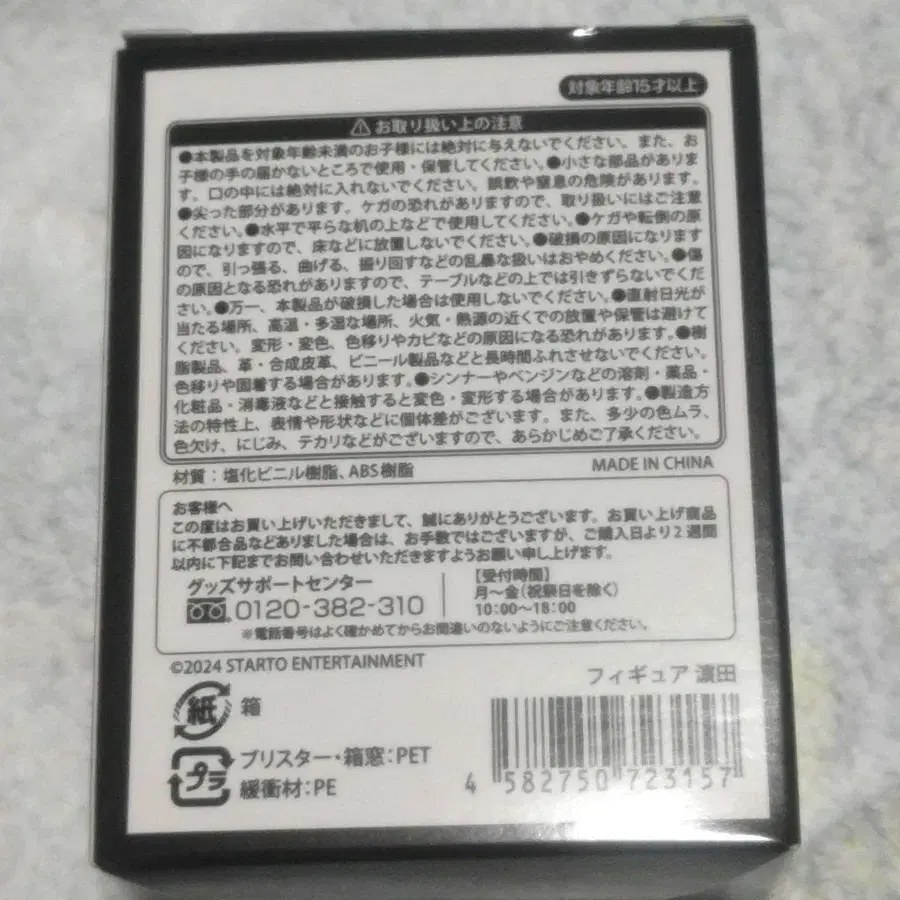 対象年齢15才以上
⚠お取り扱い上の注意
●本製品を対象年齢未満のお子様には絶対に与えないでください。また、お
子様の手の届かないところで使用・保管してください。●小さな部品がありま
す。口の中には絶対に入れないでください。誤飲や窒息の危険があります。
●尖った部分があります。ケガの恐れがありますので、取り扱いにはご注意
ください。●水平で平らな机の上などで使用してください。●ケガや転倒の原
因になりますので、床などに放置しないでください。●破損の原因になります
ので、引っ張る、曲げる、振り回すなどの乱暴な扱いはおやめください。●傷
の原因となる恐れがありますので、テーブルなどの上では引きずらないでくだ
さい。●万一、本製品が破損した場合は使用しないでください。●直射日光が
当たる場所、高温・多湿な場所、火気・熱源の近くでの放置や保管は避けて
ください。変形・変色、色移りやカビなどの原因になる恐れがあります。●樹
脂製品、革・合成皮革、ビニール製品などと長時間ふれさせないでください。
色移りや固着する場合があります。●シンナーやベンジンなどの溶剤・薬品・
化粧品・消毒液などと接触すると変色・変形する場合があります。●製造方
法の特性上、表情や形状などに個体差がございます。また、多少の色ムラ、
色欠け、にじみ、テカリなどがございますので、あらかじめご了承ください。
材質：塩化ビニル樹脂、ABS樹脂
MADE IN CHINA
お客様へ
この度はお買い上げいただきまして、誠にありがとうございます。お買い上げ商品
に不都合品などありました場合は、お手数ではございますが、ご購入日より2週間
以内に下記までお問い合わせいただきますようお願い申し上げます。
グッズサポートセンター
0120-382-310
【受付時間】
月～金（祝祭日を除く）
10:00～18:00
※電話番号はよく確かめてからお間違いのないようにご注意ください。
©2024 STARTO ENTERTAINMENT
フィギュア 濵田
紙 箱
プラ ブリスター・箱窓：PET
緩衝材：PE
4 582750 723157